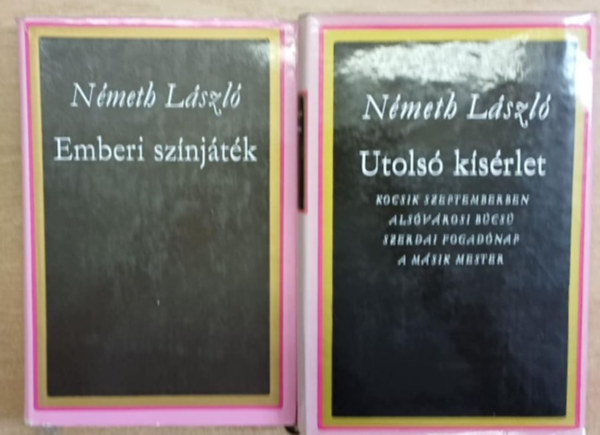 Németh László
Emberi színjáték
Németh László
Utolsó kísérlet
KOCSIK SZEPTEMBERBEN
ALSÓVÁROSI BÚCSÚ
SZERDAI FOGADÓNAP
A MÁSIK MESTER